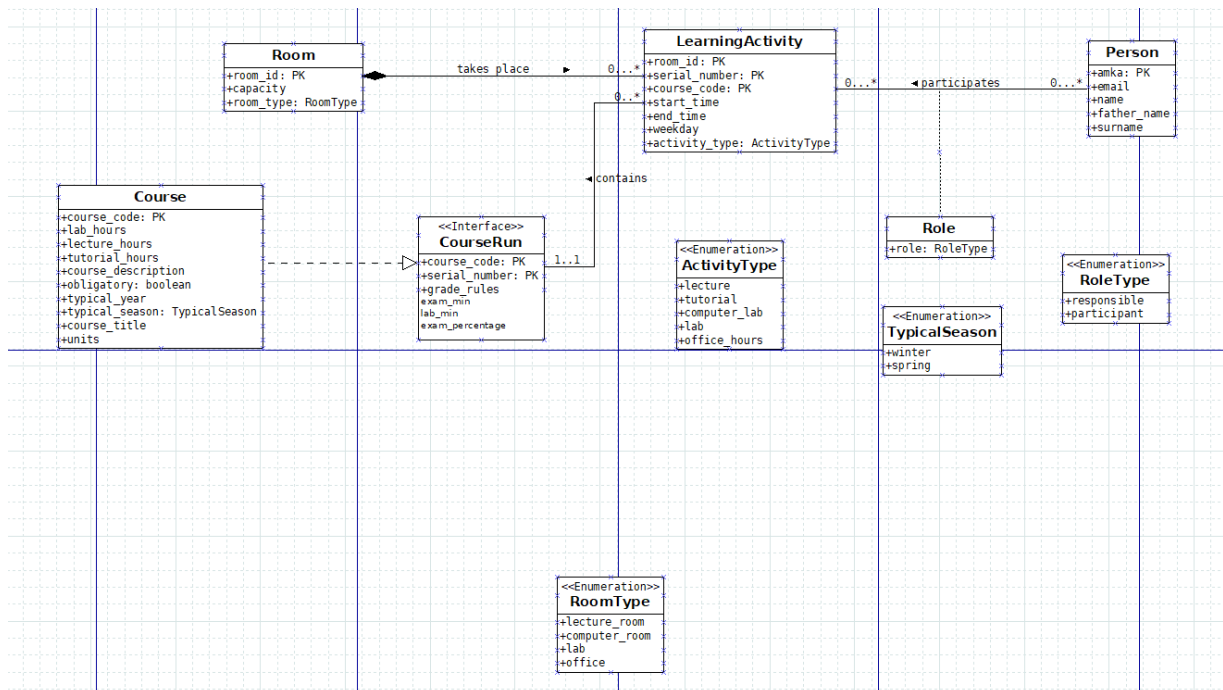 Room
+room_id: PK
+capacity
+room_type: RoomType
takes place
0...*
LearningActivity
+room_id: PK
+serial_number: PK
+course_code: PK
+start_time
+end_time
+weekday
+activity_type: ActivityType
0..*
0...*
participates
0...*
Person
+amka: PK
+email
+name
+father_name
+surname
contains
Course
+course_code: PK
+lab_hours
+lecture_hours
+tutorial_hours
+course_description
+obligatory: boolean
+typical_year
+typical_season: TypicalSeason
+course_title
+units
<<Interface>>
CourseRun
+course_code: PK
+serial_number: PK
+grade_rules
exam_min
lab_min
exam_percentage
1..1
<<Enumeration>>
ActivityType
+lecture
+tutorial
+computer_lab
+lab
+office_hours
Role
+role: RoleType
<<Enumeration>>
RoleType
+responsible
+participant
<<Enumeration>>
TypicalSeason
+winter
+spring
<<Enumeration>>
RoomType
+lecture_room
+computer_room
+lab
+office